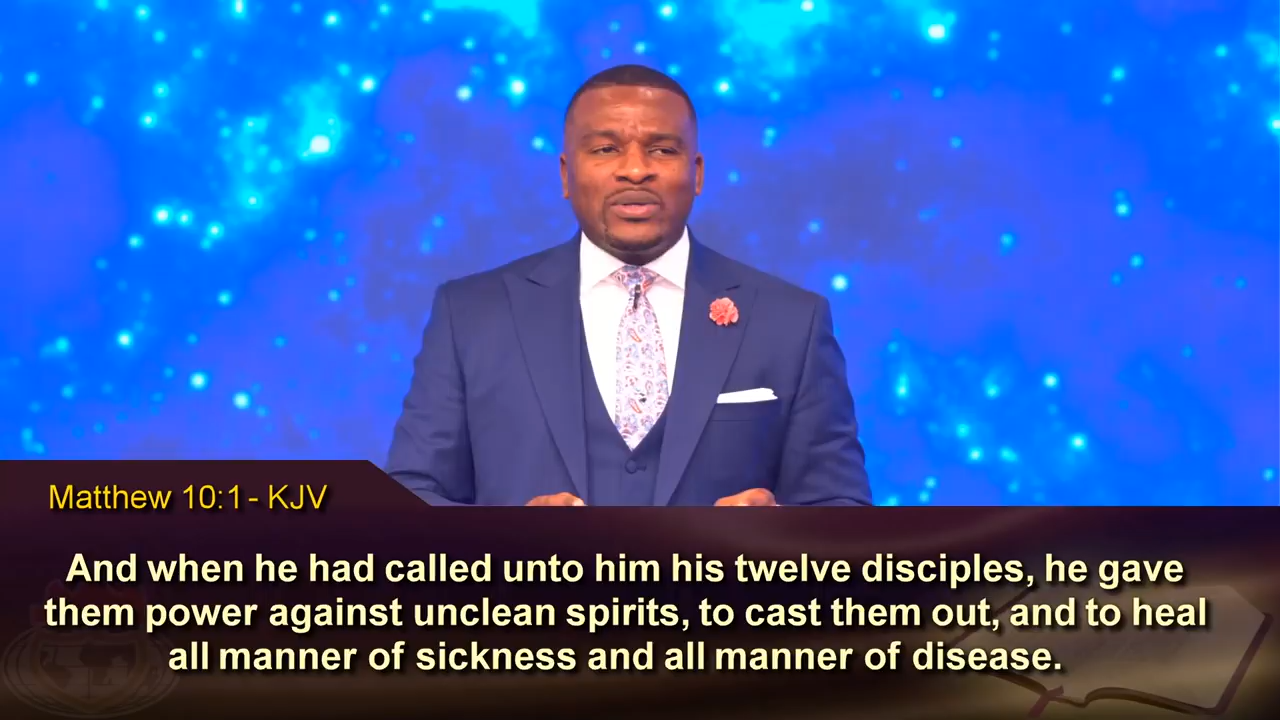 Matthew 10:1 - KJV
And when he had called unto him his twelve disciples, he gave
them power against unclean spirits, to cast them out, and to heal
all manner of sickness and all manner of disease.